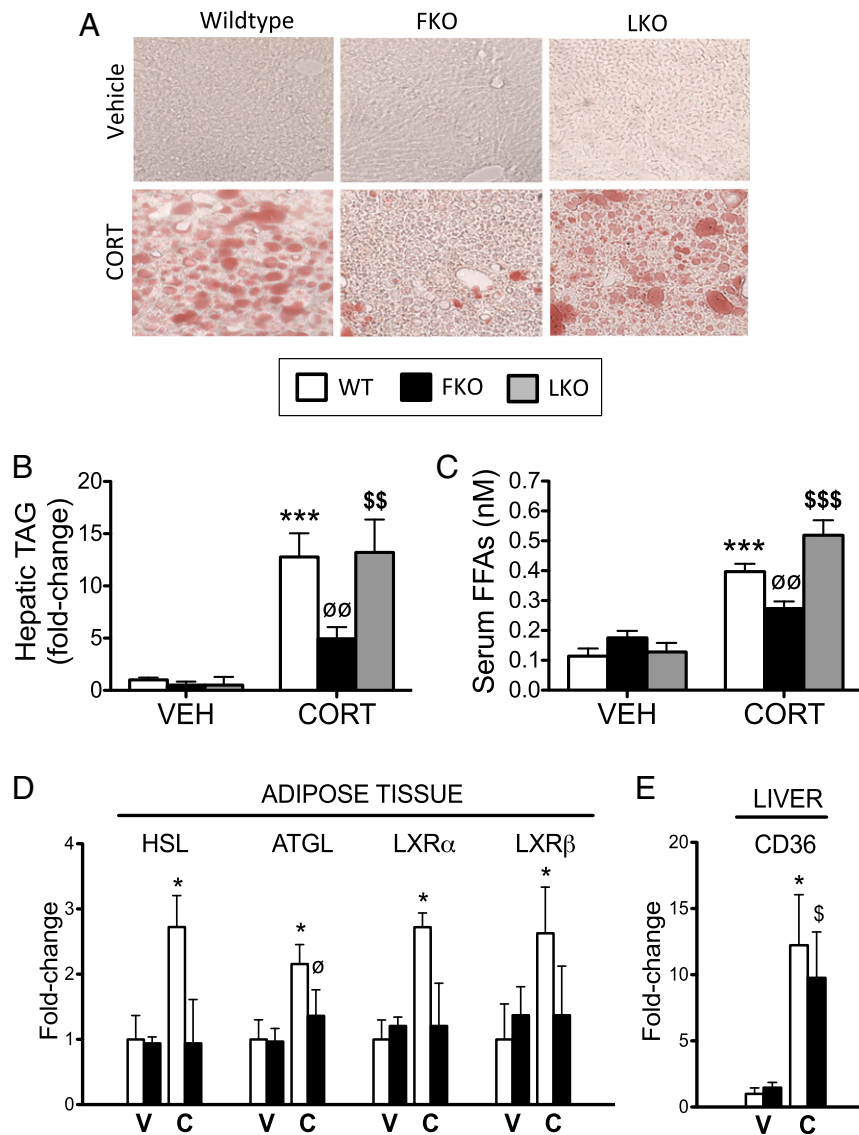 A
Wildtype FKO LKO
Vehicle
CORT
WT FKO LKO
B
Hepatic TAG
(fold-change)
20
15
10
5
0
***
øø
$$
VEH CORT
C
Serum FFAs (nM)
0.7
0.6
0.5
0.4
0.3
0.2
0.1
0.0
***
øø
$$$
VEH CORT
D
ADIPOSE TISSUE
HSL ATGL LXRα LXRβ
Fold-change
4
3
2
1
0
* * ø * *
V C V C V C V C
E
LIVER
CD36
Fold-change
20
15
10
5
0
* $
V C